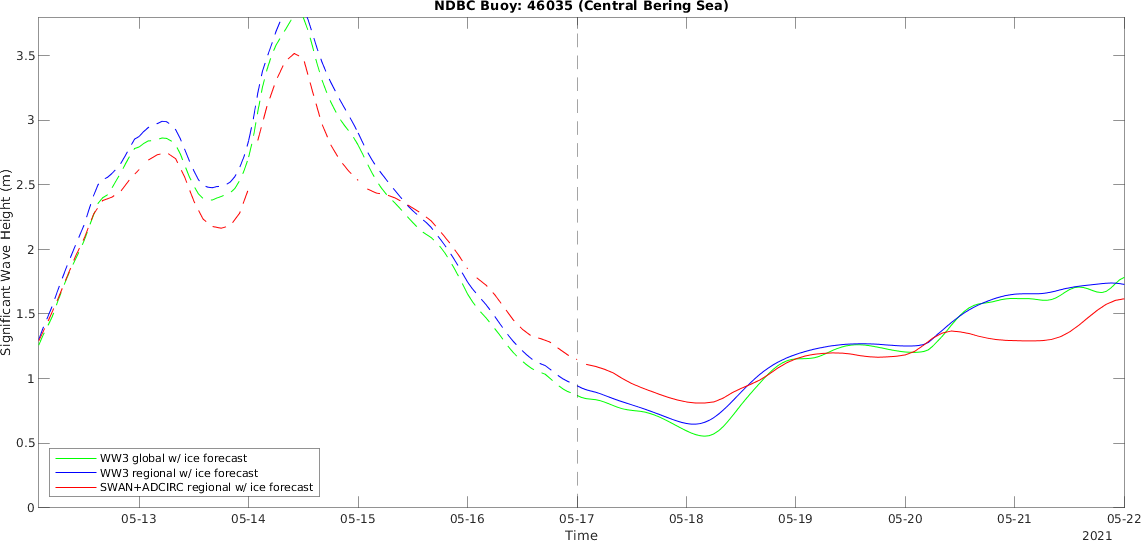 NDBC Buoy: 46035 (Central Bering Sea)
Significant Wave Height (m)
3.5
3
2.5
2
1.5
1
0.5
0
WW3 global w/ ice forecast
WW3 regional w/ ice forecast
SWAN+ADCIRC regional w/ ice forecast
05-13 05-14 05-15 05-16 05-17 05-18 05-19 05-20 05-21 05-22
Time
2021